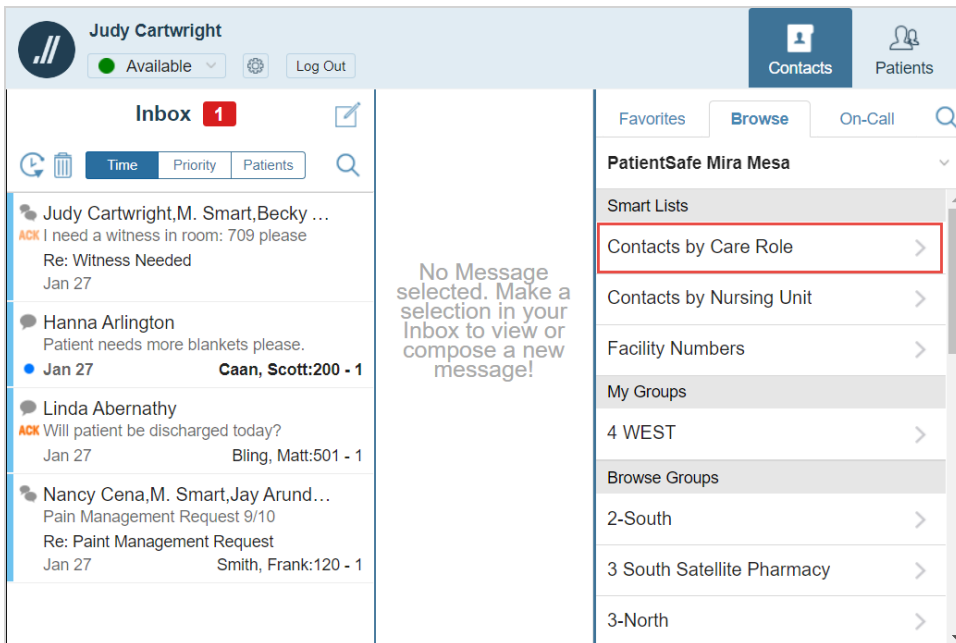 Judy Cartwright
Available
Log Out
Contacts
Patients
Inbox 1
Time Priority Patients
Judy Cartwright,M. Smart,Becky ...
ACK I need a witness in room: 709 please
Re: Witness Needed
Jan 27
Hanna Arlington
Patient needs more blankets please.
Jan 27 Caan, Scott:200 - 1
Linda Abernathy
ACK Will patient be discharged today?
Jan 27 Bling, Matt:501 - 1
Nancy Cena,M. Smart,Jay Arund...
Pain Management Request 9/10
Re: Paint Management Request
Jan 27 Smith, Frank:120 - 1
No Message
selected. Make a
selection in your
Inbox to view or
compose a new
message!
Favorites Browse On-Call
PatientSafe Mira Mesa
Smart Lists
Contacts by Care Role
Contacts by Nursing Unit
Facility Numbers
My Groups
4 WEST
Browse Groups
2-South
3 South Satellite Pharmacy
3-North